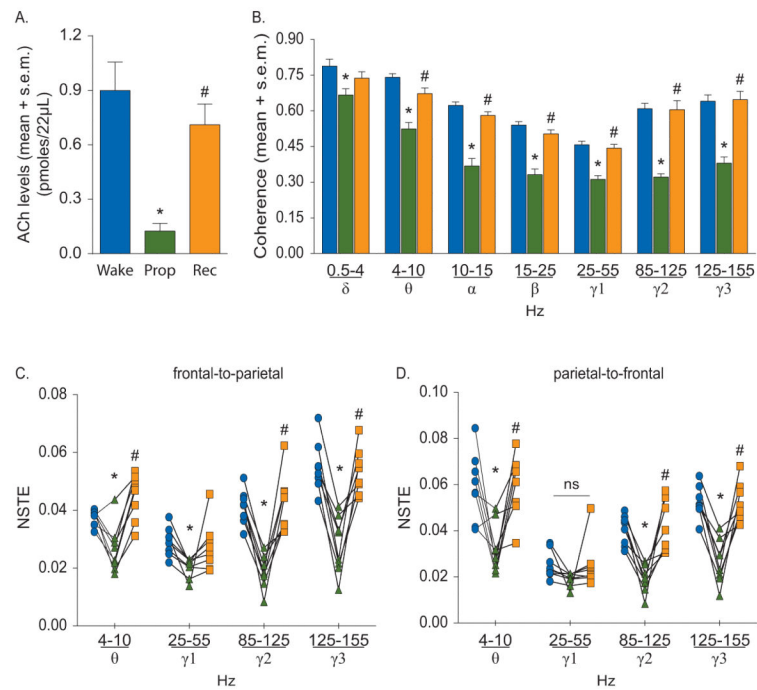 A.
ACh levels (mean + s.e.m.)
(pmoles/22µL)
1.2
0.9
0.6
0.3
0.0
*
#
Wake Prop Rec
B.
Coherence (mean + s.e.m.)
0.90
0.75
0.60
0.45
0.30
0.15
0.00
* * # * # * # * # * # * #
0.5-4 4-10 10-15 15-25 25-55 85-125 125-155
δ θ α β γ1 γ2 γ3
Hz
C.
frontal-to-parietal
NSTE
0.08
0.06
0.04
0.02
0.00
* # * * # * #
4-10 25-55 85-125 125-155
θ γ1 γ2 γ3
Hz
D.
parietal-to-frontal
NSTE
0.10
0.08
0.06
0.04
0.02
0.00
* # ns * # * #
4-10 25-55 85-125 125-155
θ γ1 γ2 γ3
Hz